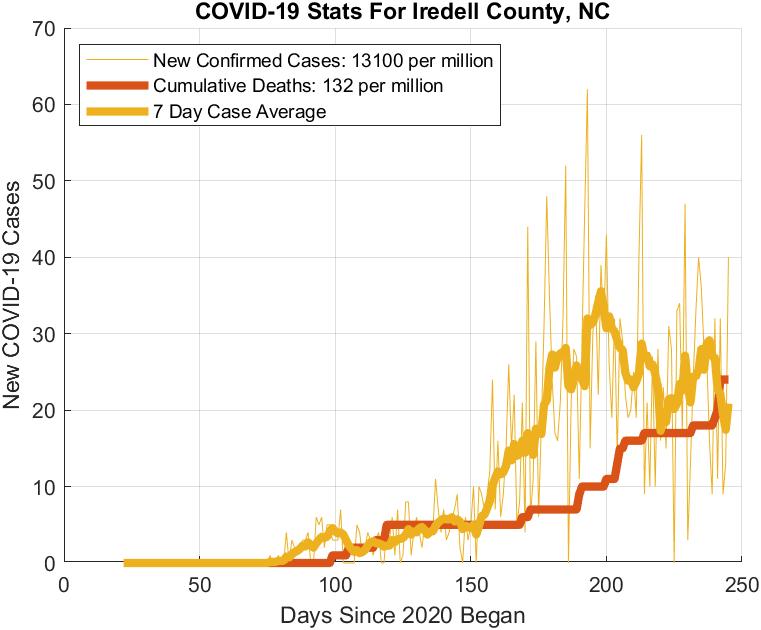 COVID-19 Stats For Iredell County, NC
New Confirmed Cases: 13100 per million
Cumulative Deaths: 132 per million
7 Day Case Average
New COVID-19 Cases
70
60
50
40
30
20
10
0
0 50 100 150 200 250
Days Since 2020 Began